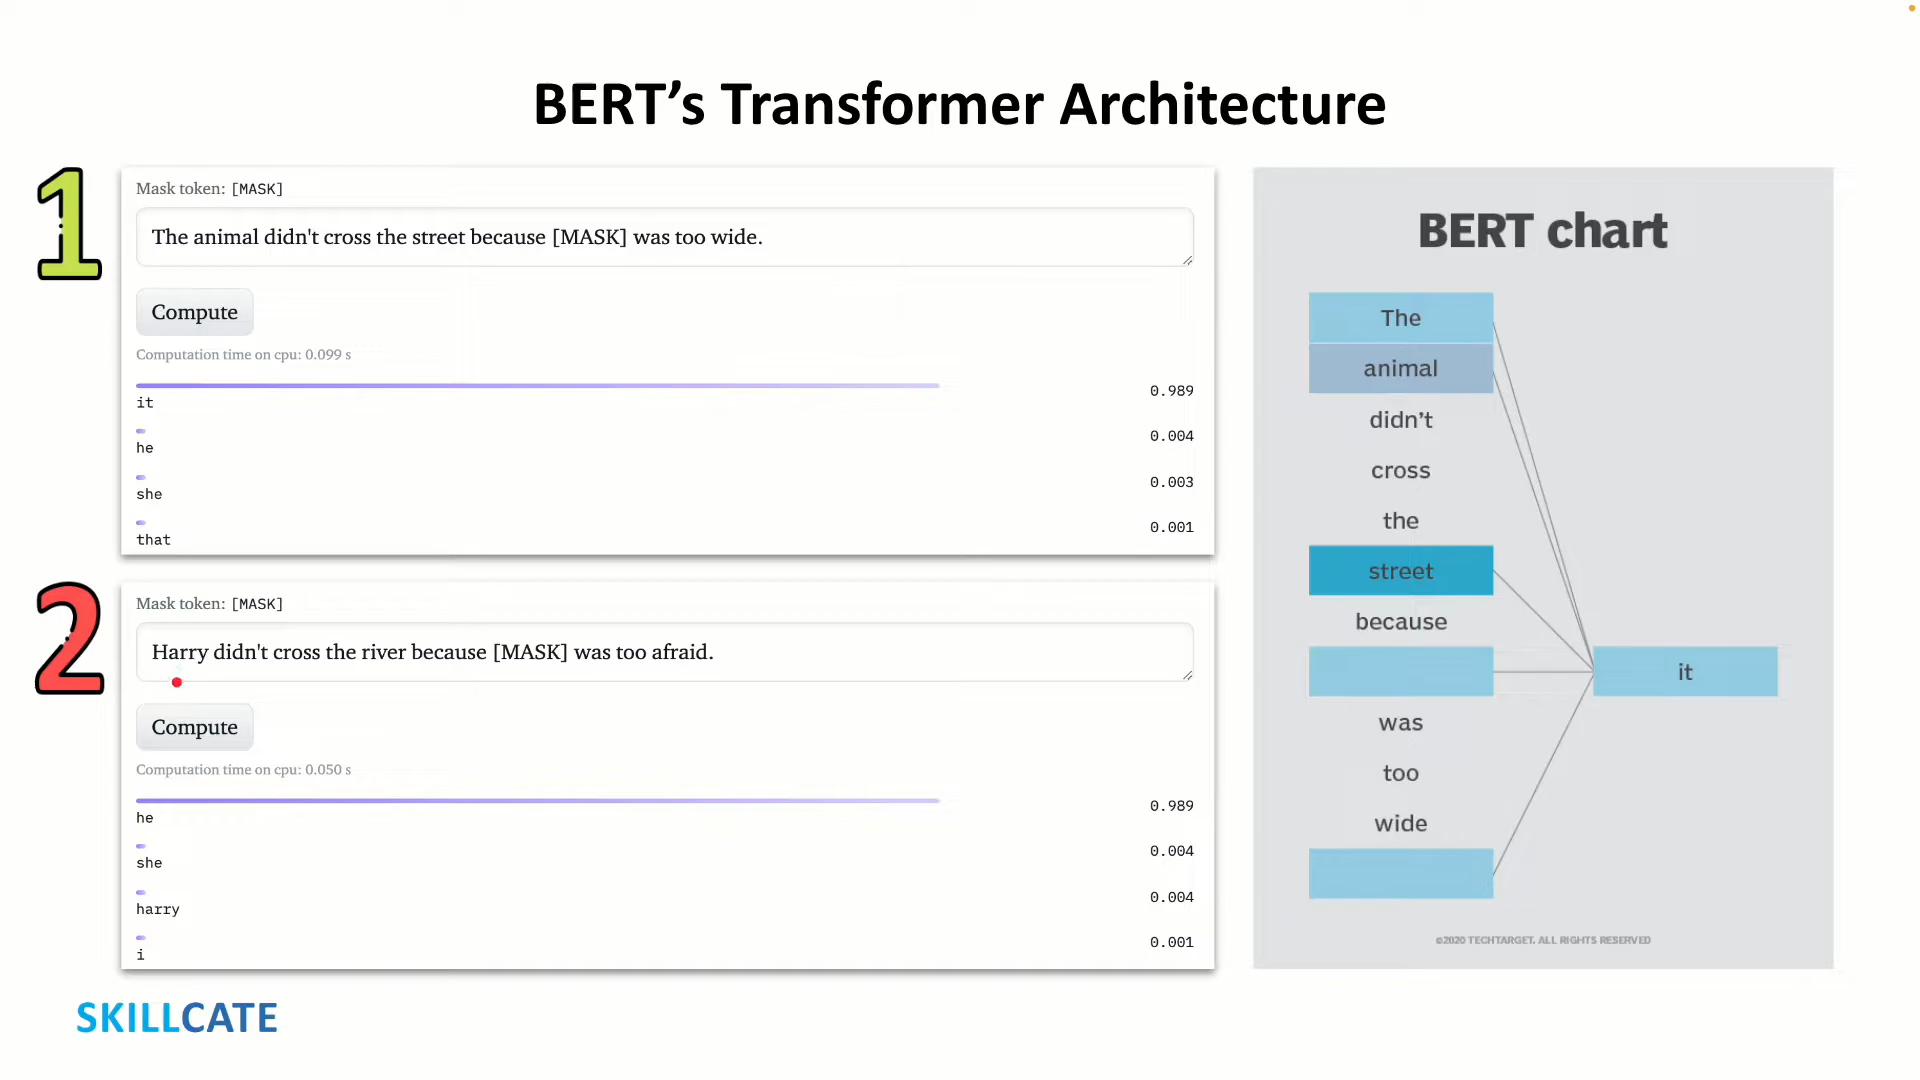 BERT’s Transformer Architecture
1
Mask token: [MASK]
The animal didn't cross the street because [MASK] was too wide.
Compute
Computation time on cpu: 0.099 s
0.989
it
0.004
he
0.003
she
0.001
that
2
Mask token: [MASK]
Harry didn't cross the river because [MASK] was too afraid.
Compute
Computation time on cpu: 0.050 s
0.989
he
0.004
she
0.004
harry
0.001
i
BERT chart
The
animal
didn’t
cross
the
street
because
it
was
too
wide
©2020 TECHTARGET. ALL RIGHTS RESERVED
SKILLCATE